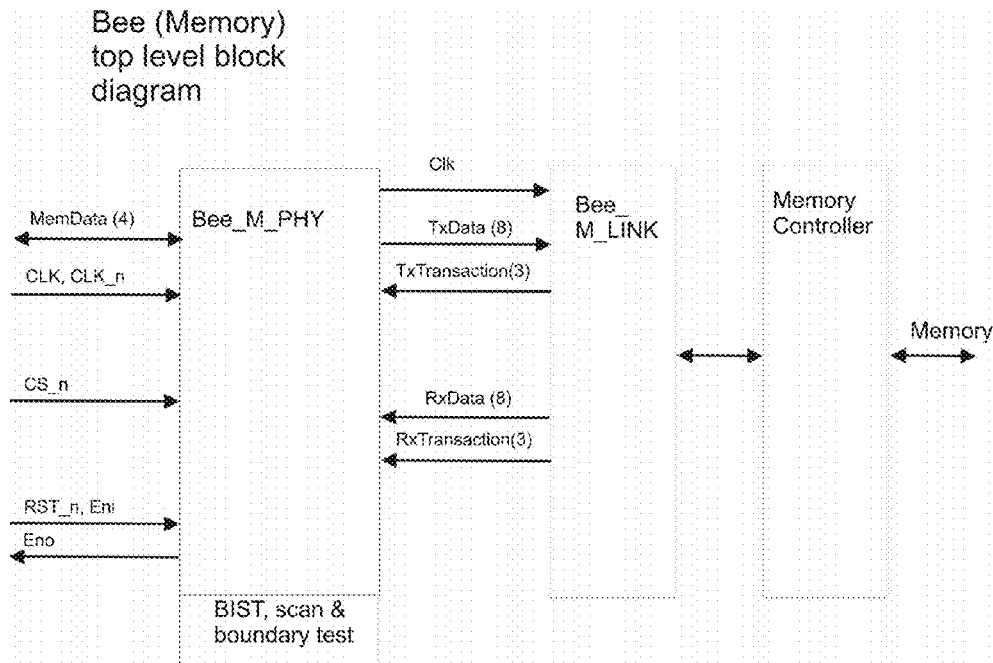 Bee (Memory)
top level block
diagram
Clk
MemData (4)
Bee_M_PHY
TxData (8)
Bee_
M_LINK
Memory
Controller
CLK, CLK_n
TxTransaction(3)
Memory
CS_n
RxData (8)
RxTransaction(3)
RST_n, Eni
Eno
BIST, scan &
boundary test